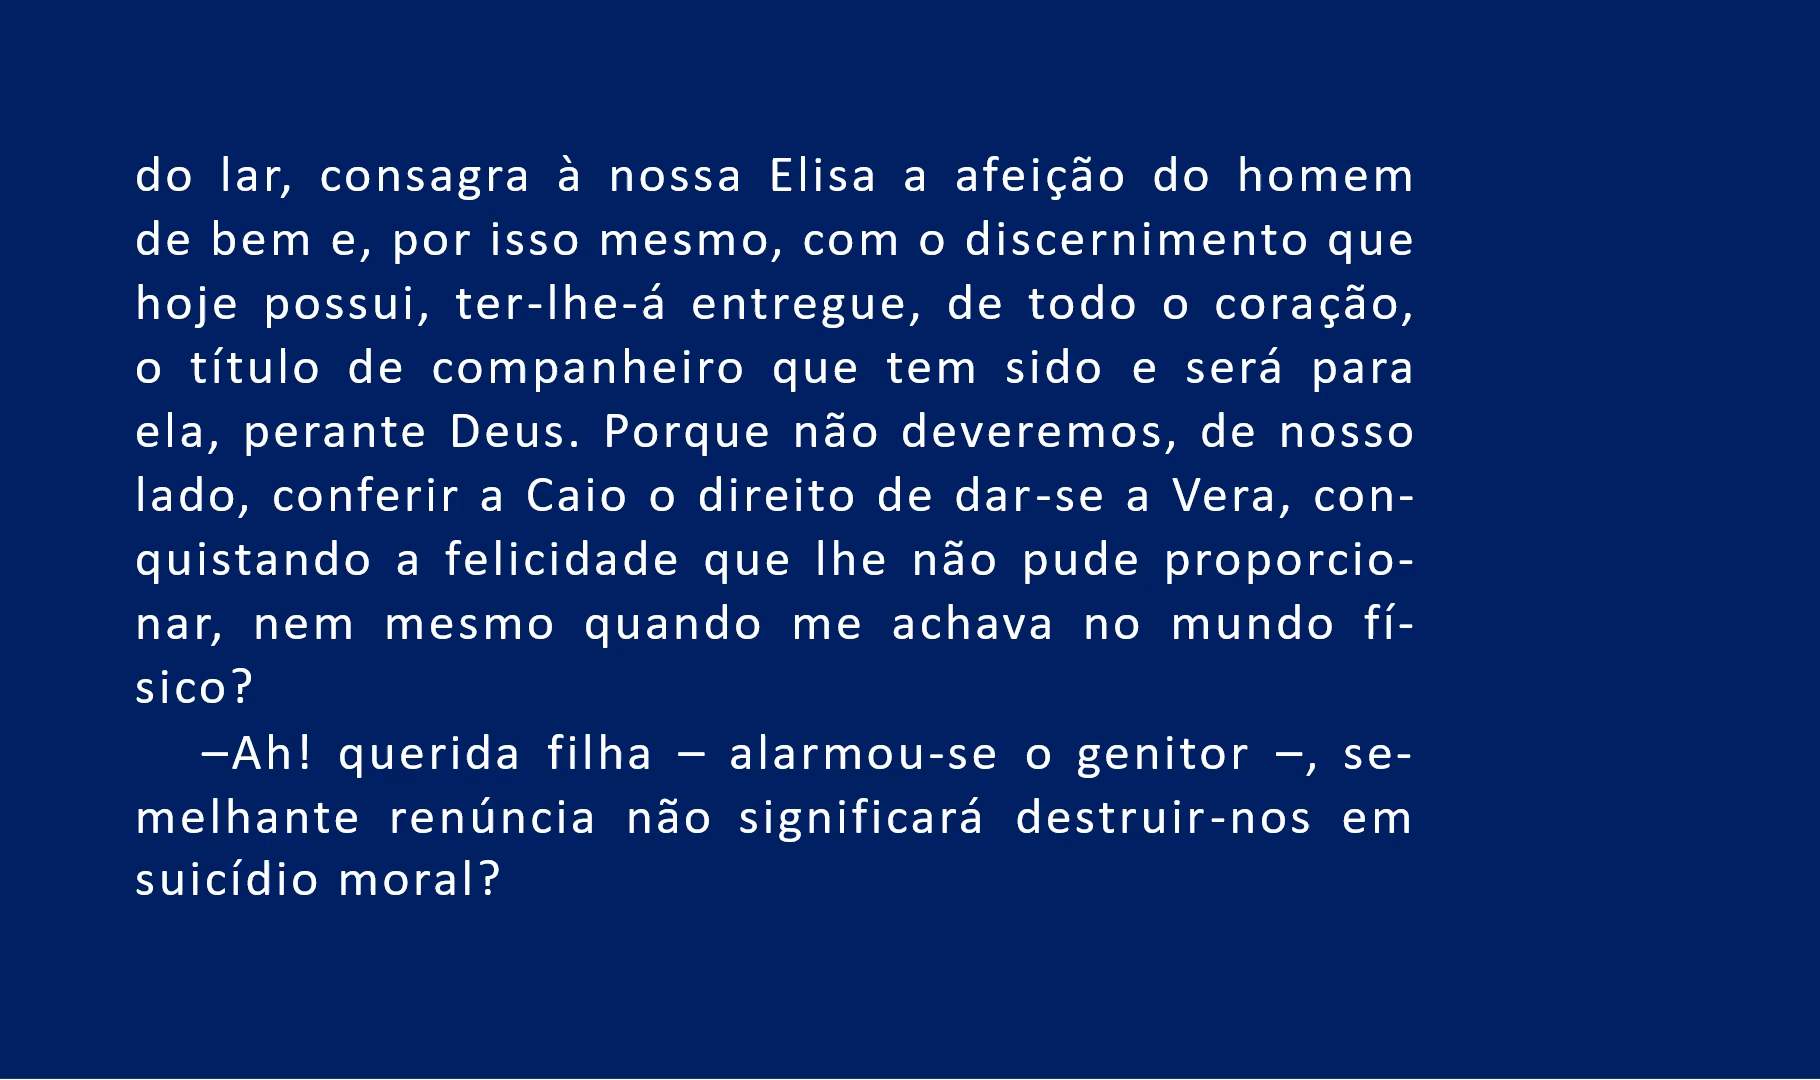 do lar, consagra à nossa Elisa a afeição do homem
de bem e, por isso mesmo, com o discernimento que
hoje possui, ter-lhe-á entregue, de todo o coração,
o título de companheiro que tem sido e será para
ela, perante Deus. Porque não deveremos, de nosso
lado, conferir a Caio o direito de dar-se a Vera, con-
quistando a felicidade que lhe não pude proporcio-
nar, nem mesmo quando me achava no mundo fí-
sico?
–Ah! querida filha – alarmou-se o genitor –, se-
melhante renúncia não significará destruir-nos em
suicídio moral?